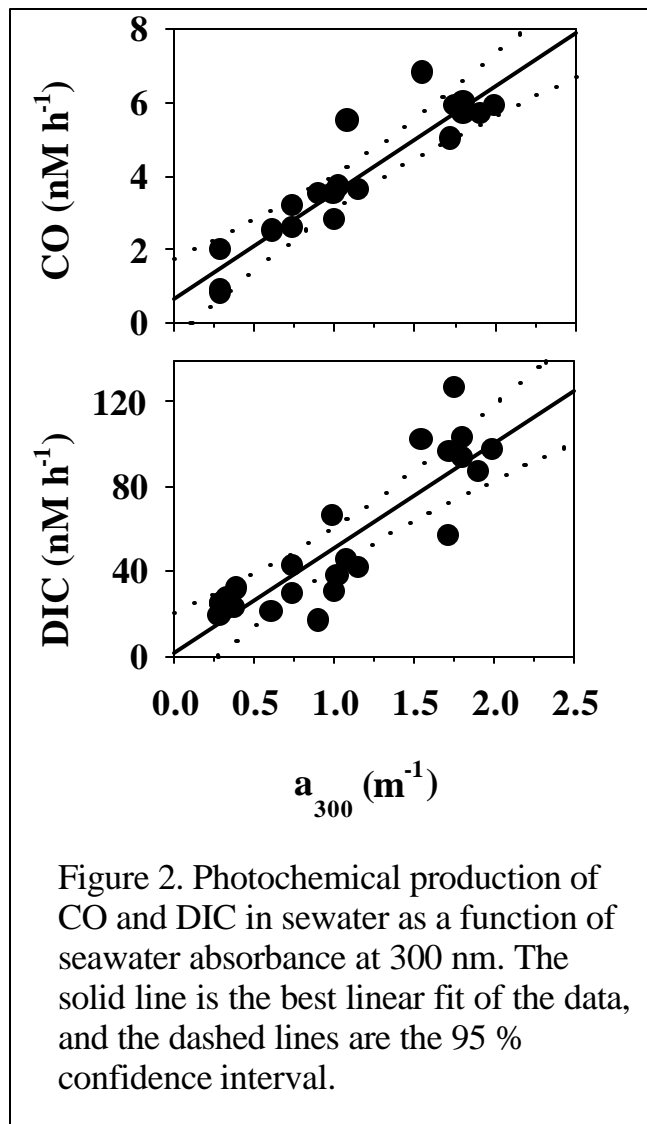 8
6
4
2
0
CO (nM h⁻¹)
120
80
40
0
DIC (nM h⁻¹)
0.0 0.5 1.0 1.5 2.0 2.5
a₃₀₀ (m⁻¹)
Figure 2. Photochemical production of
CO and DIC in sewater as a function of
seawater absorbance at 300 nm. The
solid line is the best linear fit of the data,
and the dashed lines are the 95 %
confidence interval.